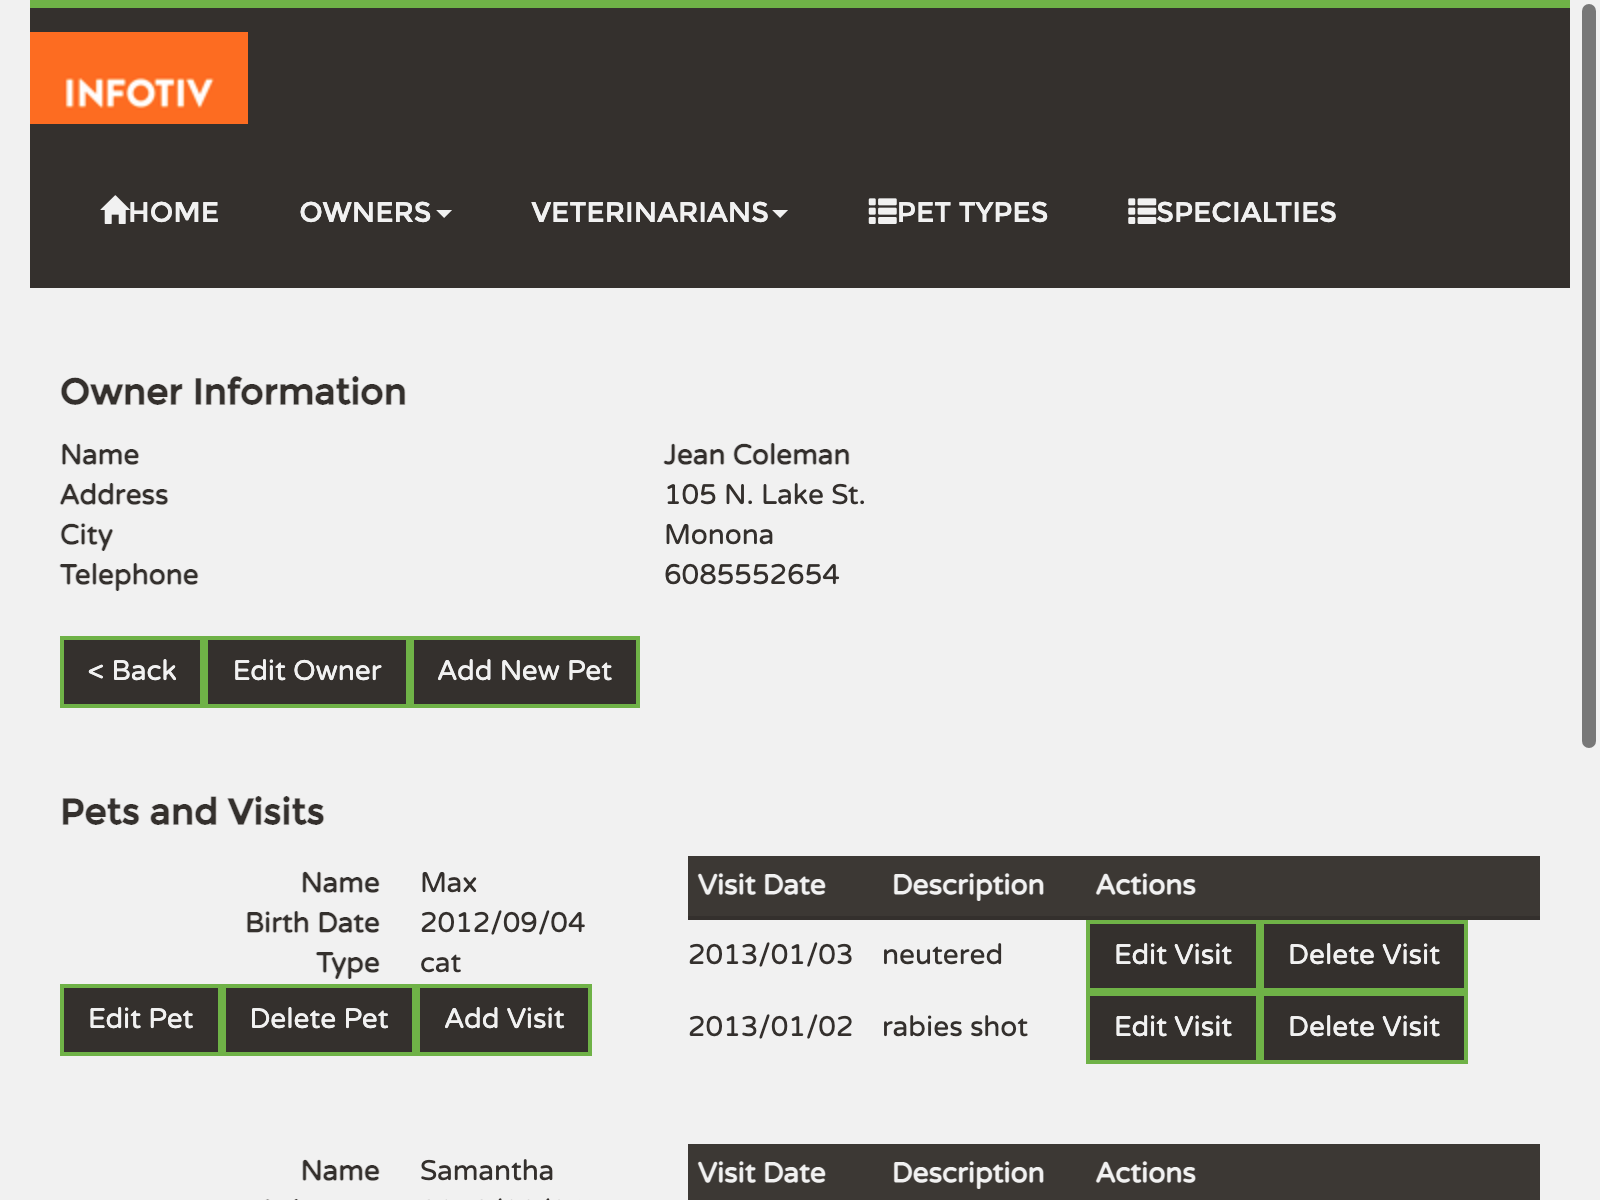 INFOTIV
HOME OWNERS VETERINARIANS PET TYPES SPECIALTIES
Owner Information
Name Jean Coleman
Address 105 N. Lake St.
City Monona
Telephone 6085552654
< Back Edit Owner Add New Pet
Pets and Visits
Name Max
Birth Date 2012/09/04
Type cat
Edit Pet Delete Pet Add Visit
Visit Date Description Actions
2013/01/03 neutered Edit Visit Delete Visit
2013/01/02 rabies shot Edit Visit Delete Visit
Name Samantha
Visit Date Description Actions